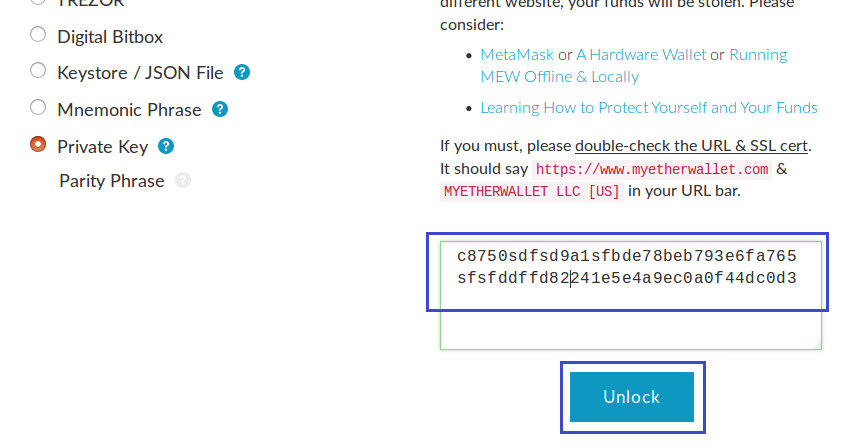 TREZOR
Digital Bitbox
Keystore / JSON File ?
Mnemonic Phrase ?
Private Key ?
Parity Phrase ?
different website, your funds will be stolen. Please
consider:
• MetaMask or A Hardware Wallet or Running
MEW Offline & Locally
• Learning How to Protect Yourself and Your Funds
If you must, please double-check the URL & SSL cert.
It should say https://www.myetherwallet.com &
MYETHERWALLET LLC [US] in your URL bar.
c8750sdfsd9a1sfbde78beb793e6fa765
sfsfddffd82241e5e4a9ec0a0f44dc0d3
Unlock